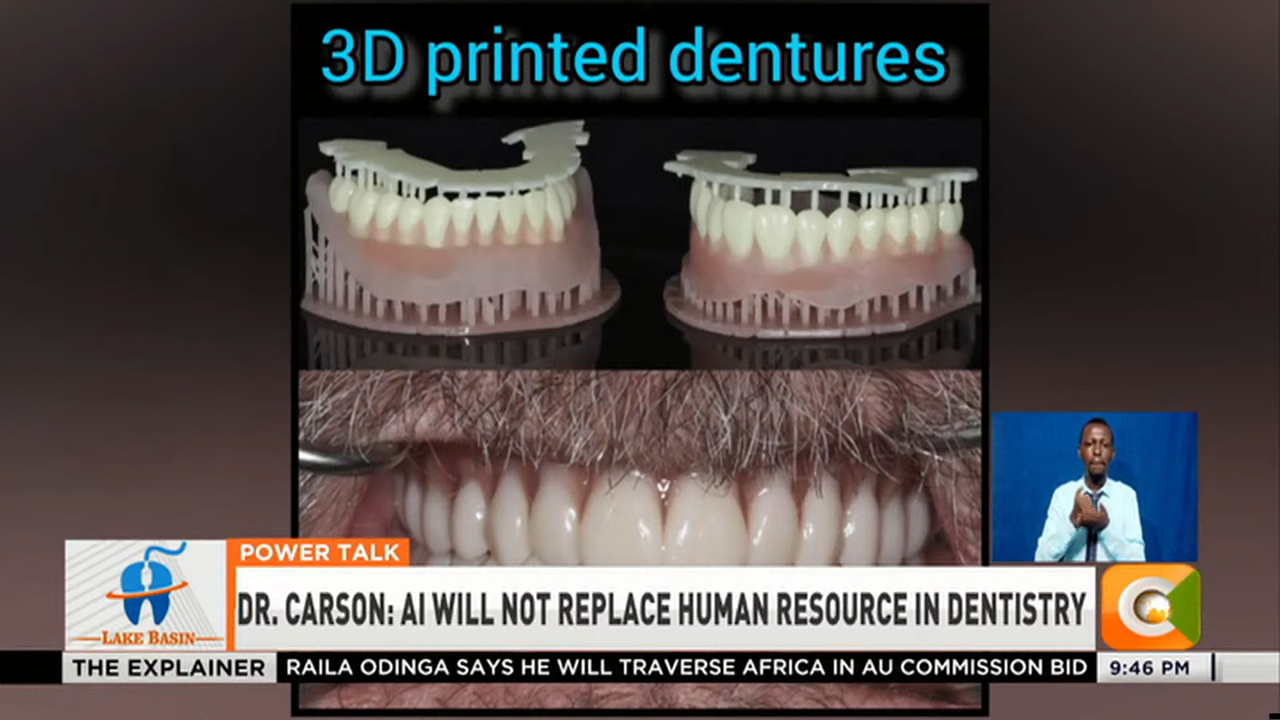 3D printed dentures
POWER TALK
DR. CARSON: AI WILL NOT REPLACE HUMAN RESOURCE IN DENTISTRY
LAKE BASIN
THE EXPLAINER
RAILA ODINGA SAYS HE WILL TRAVERSE AFRICA IN AU COMMISSION BID
9:46 PM